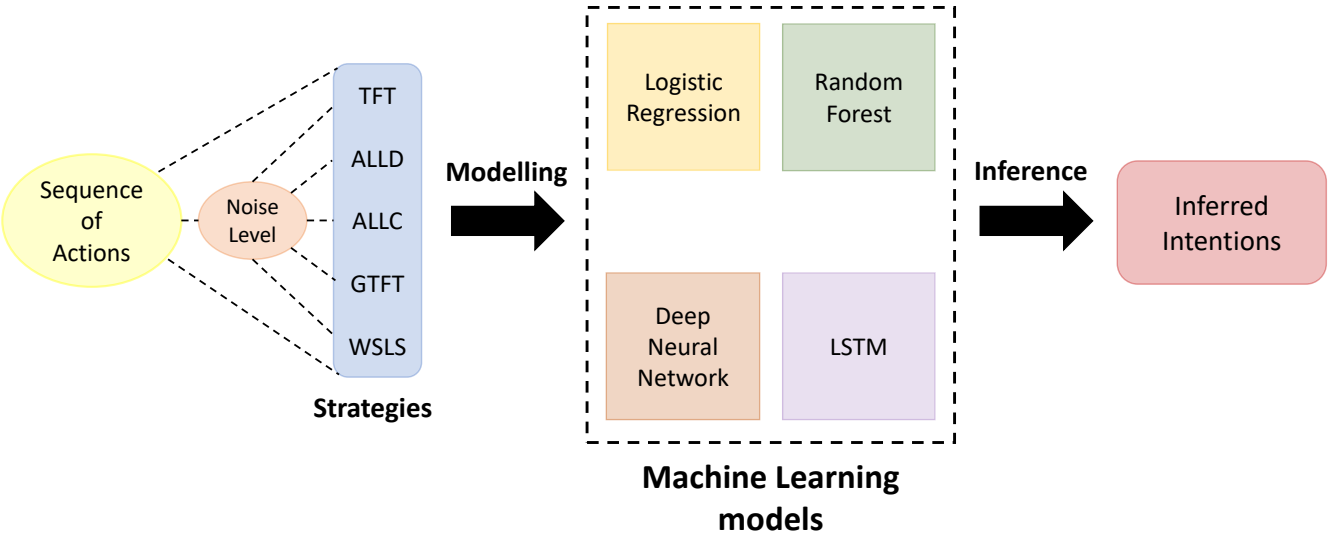 Sequence
of
Actions
Noise
Level
TFT
ALLD
ALLC
GTFT
WSLS
Strategies
Modelling
Logistic
Regression
Random
Forest
Deep
Neural
Network
LSTM
Machine Learning
models
Inference
Inferred
Intentions